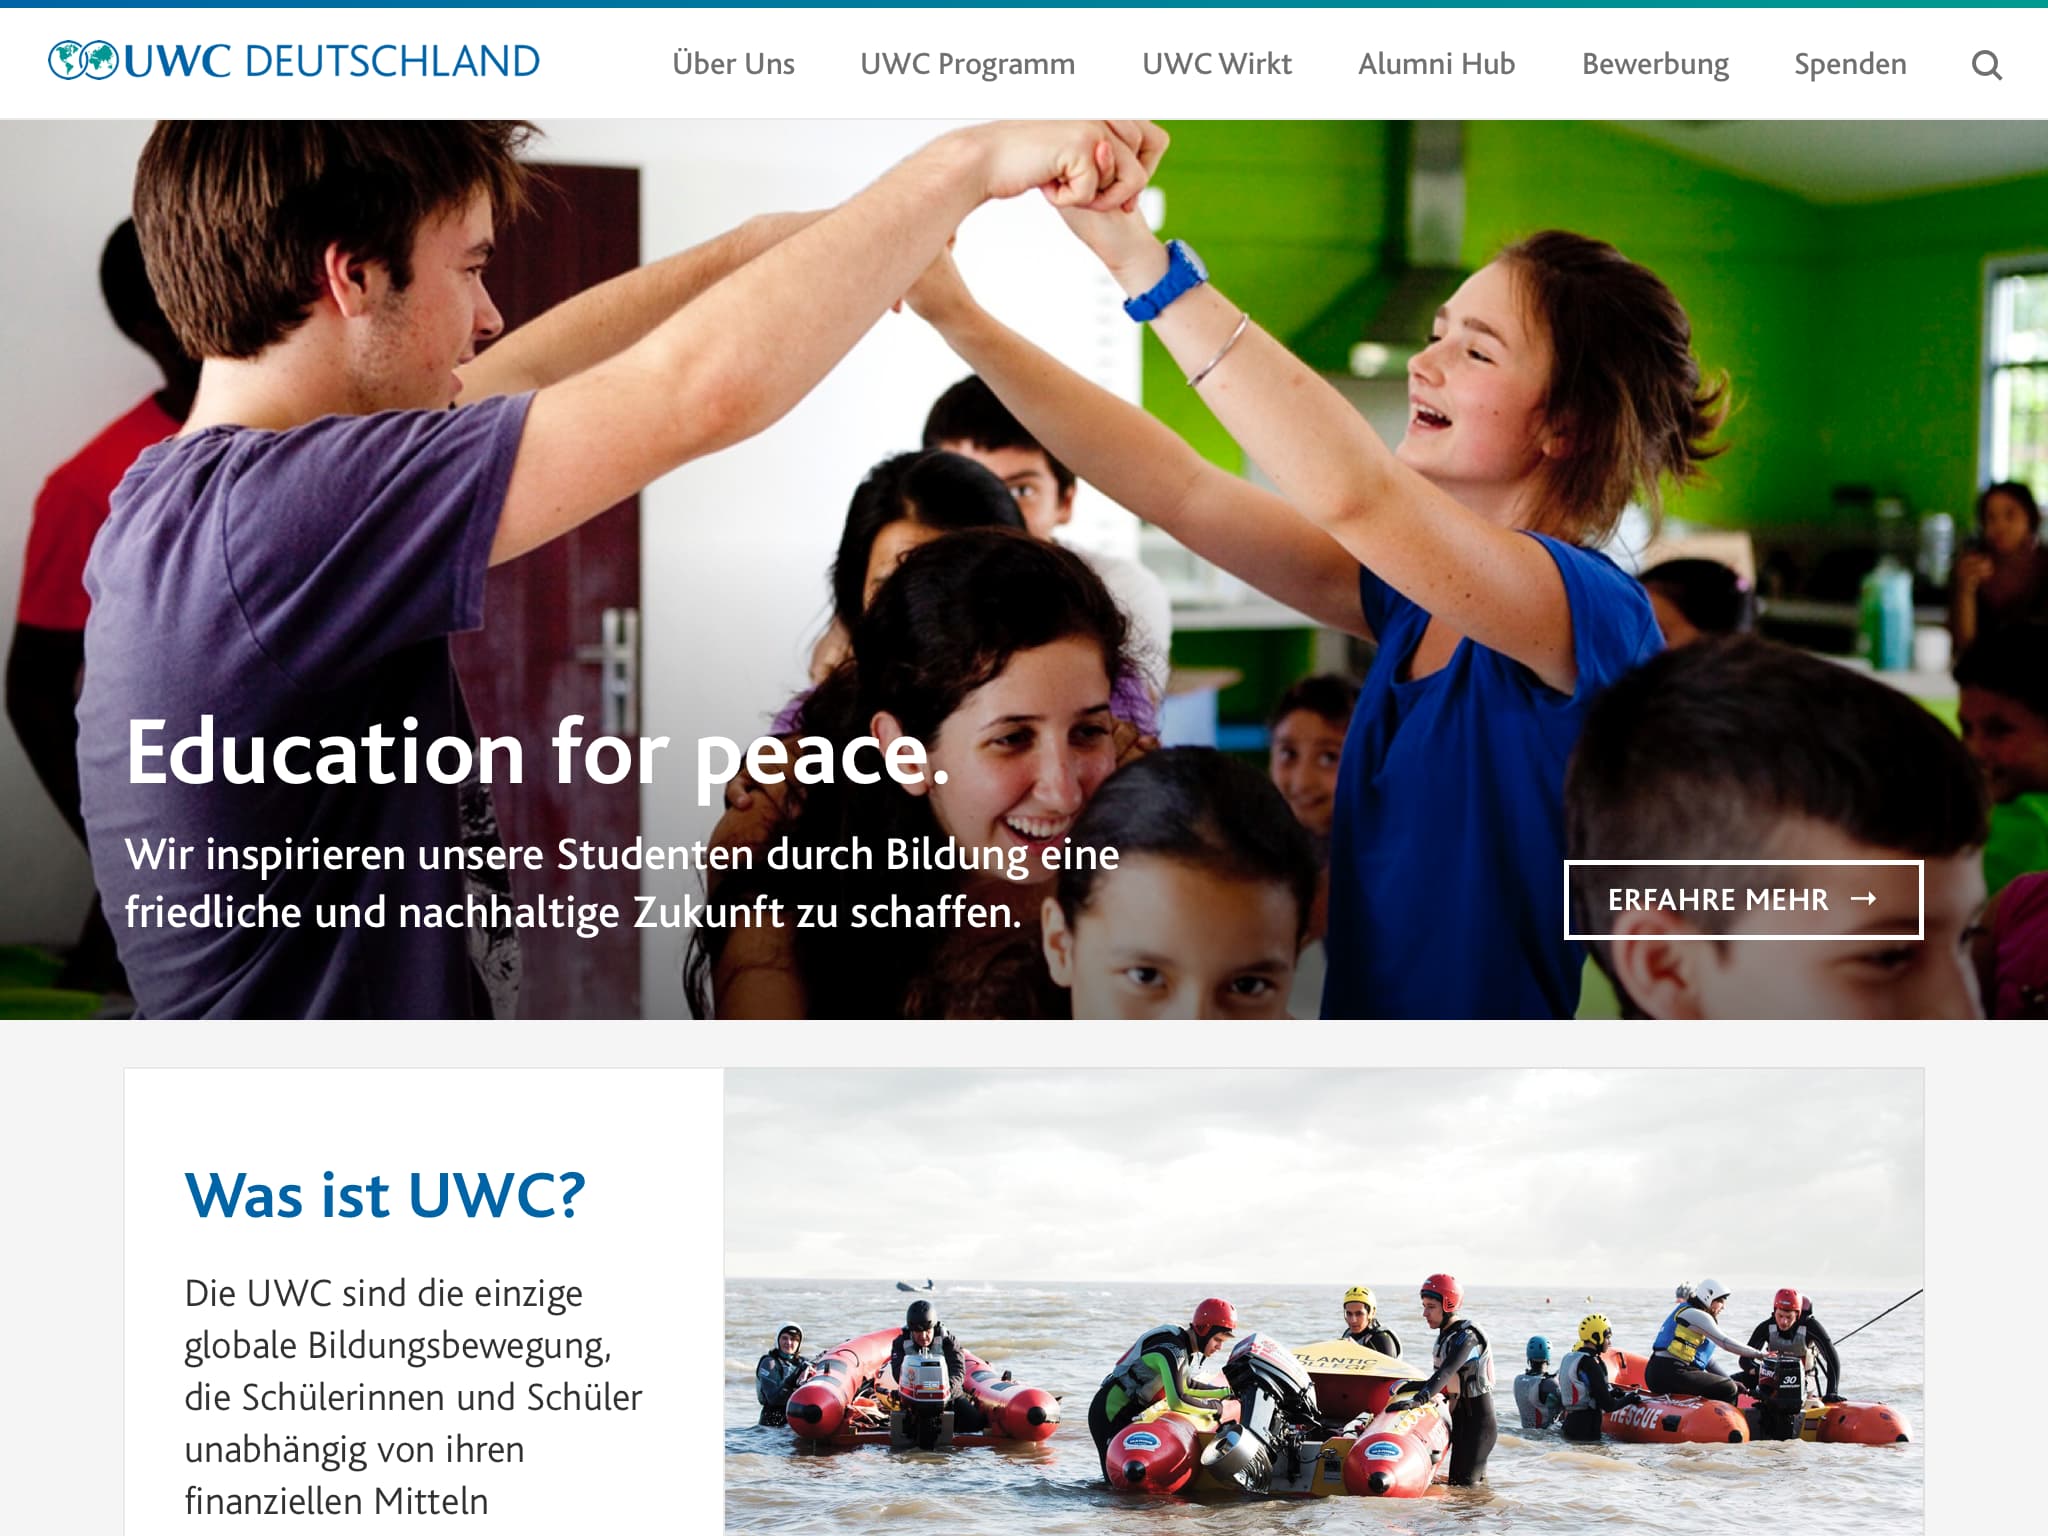 UWC DEUTSCHLAND
Über Uns
UWC Programm
UWC Wirkt
Alumni Hub
Bewerbung
Spenden
Education for peace.
Wir inspirieren unsere Studenten durch Bildung eine
friedliche und nachhaltige Zukunft zu schaffen.
ERFAHRE MEHR →
Was ist UWC?
Die UWC sind die einzige
globale Bildungsbewegung,
die Schülerinnen und Schüler
unabhängig von ihren
finanziellen Mitteln
RESCUE
30